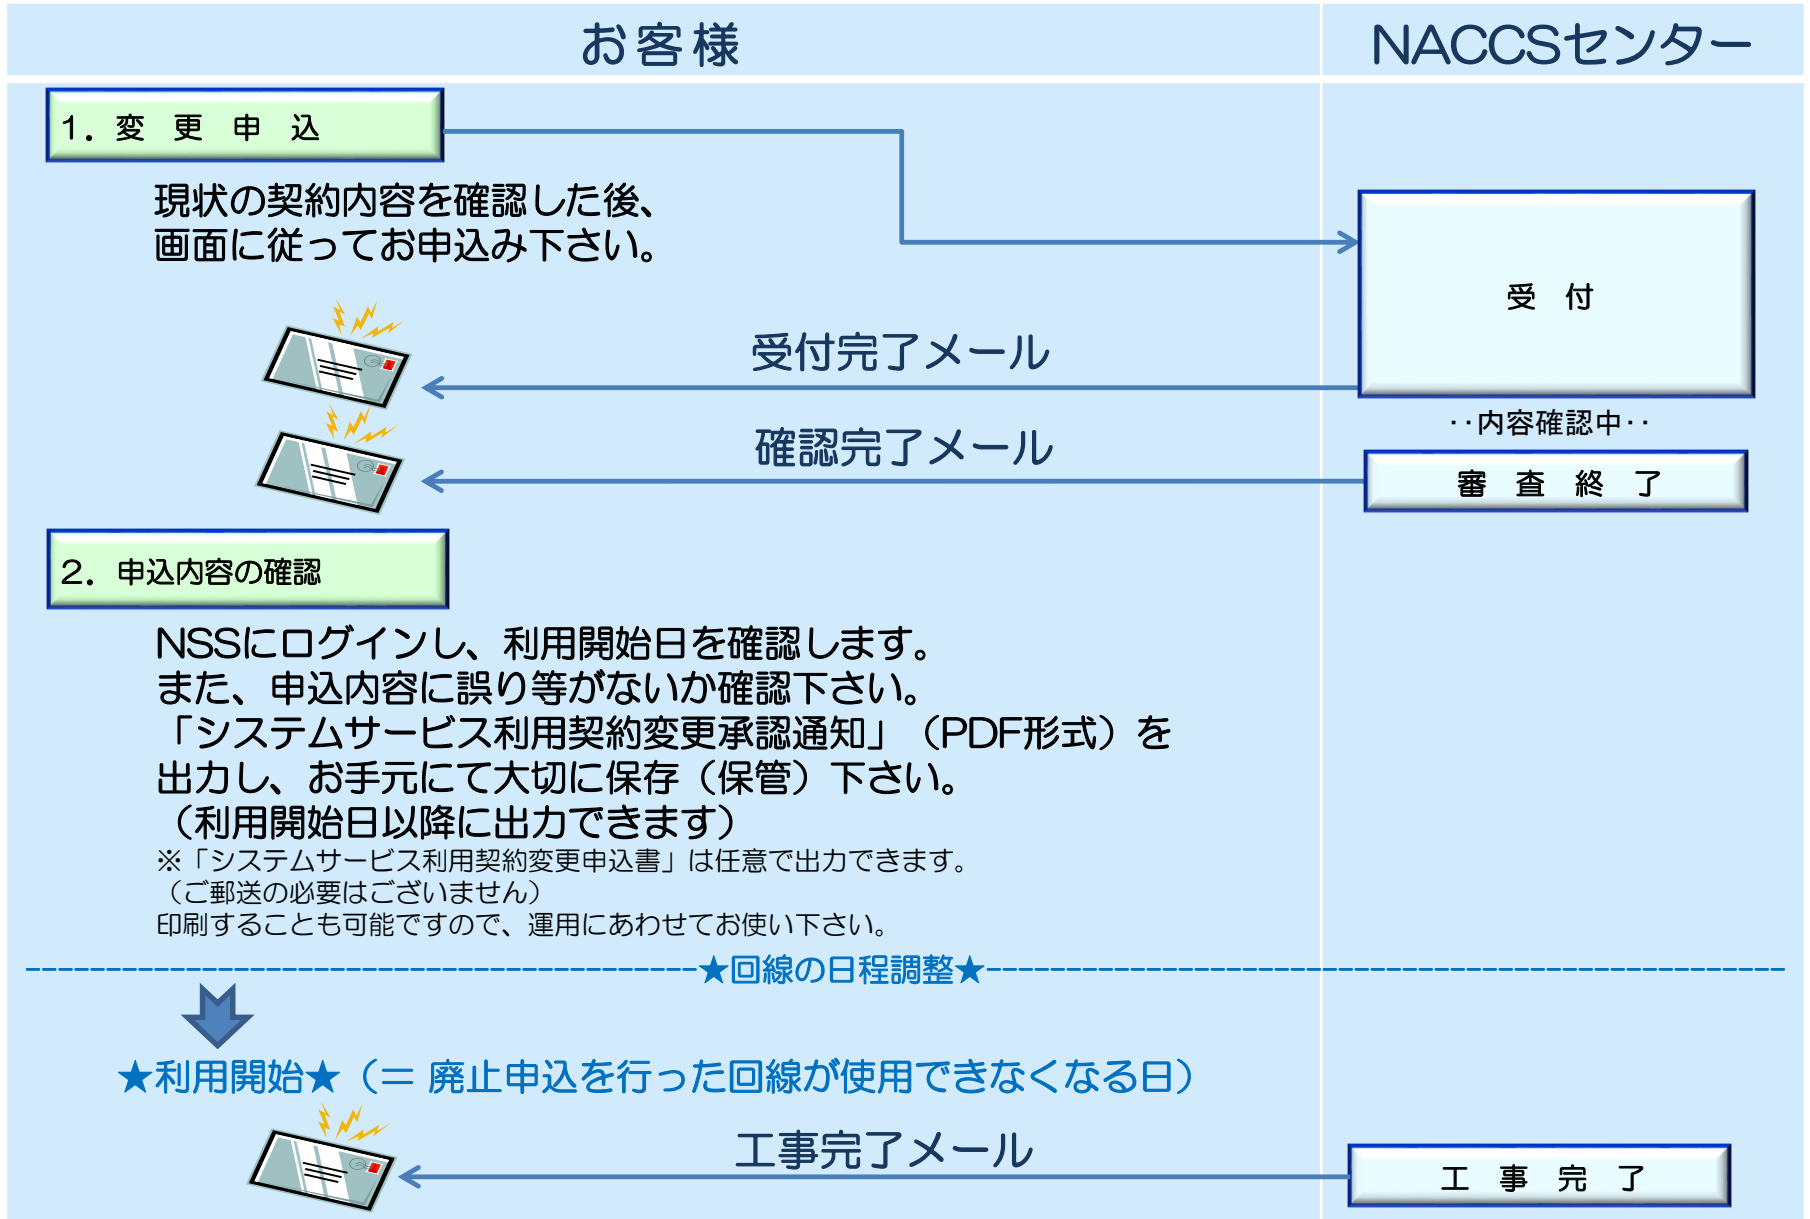 お客様
NACCSセンター
1．変　更　申　込
現状の契約内容を確認した後、
画面に従ってお申込み下さい。
受　付
受付完了メール
‥内容確認中‥
確認完了メール
審　査　終　了
2．申込内容の確認
NSSにログインし、利用開始日を確認します。
また、申込内容に誤り等がないか確認下さい。
「システムサービス利用契約変更承認通知」（PDF形式）を
出力し、お手元にて大切に保存（保管）下さい。
（利用開始日以降に出力できます）
※「システムサービス利用契約変更申込書」は任意で出力できます。
（ご郵送の必要はございません）
印刷することも可能ですので、運用にあわせてお使い下さい。
★回線の日程調整★
★利用開始★（＝ 廃止申込を行った回線が使用できなくなる日）
工事完了メール
工　事　完　了